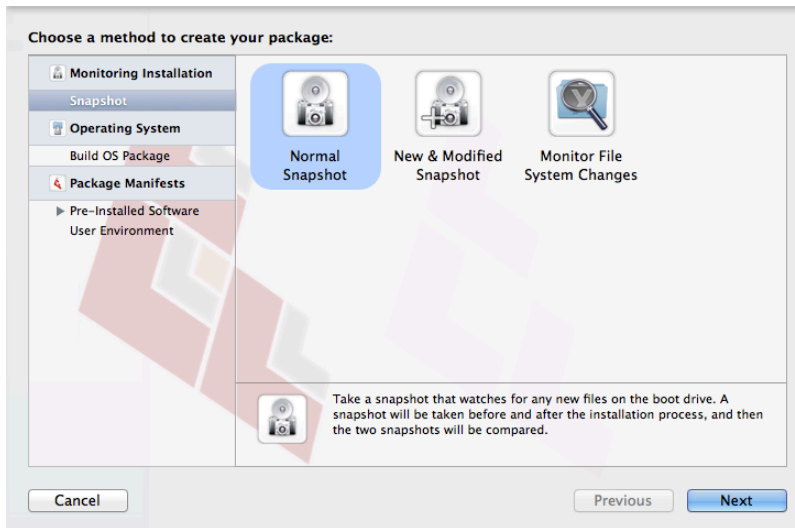 Choose a method to create your package:
Monitoring Installation
Snapshot
Operating System
Build OS Package
Package Manifests
Pre-Installed Software
User Environment
Normal
Snapshot
New & Modified
Snapshot
Monitor File
System Changes
Take a snapshot that watches for any new files on the boot drive. A
snapshot will be taken before and after the installation process, and then
the two snapshots will be compared.
Cancel
Previous
Next